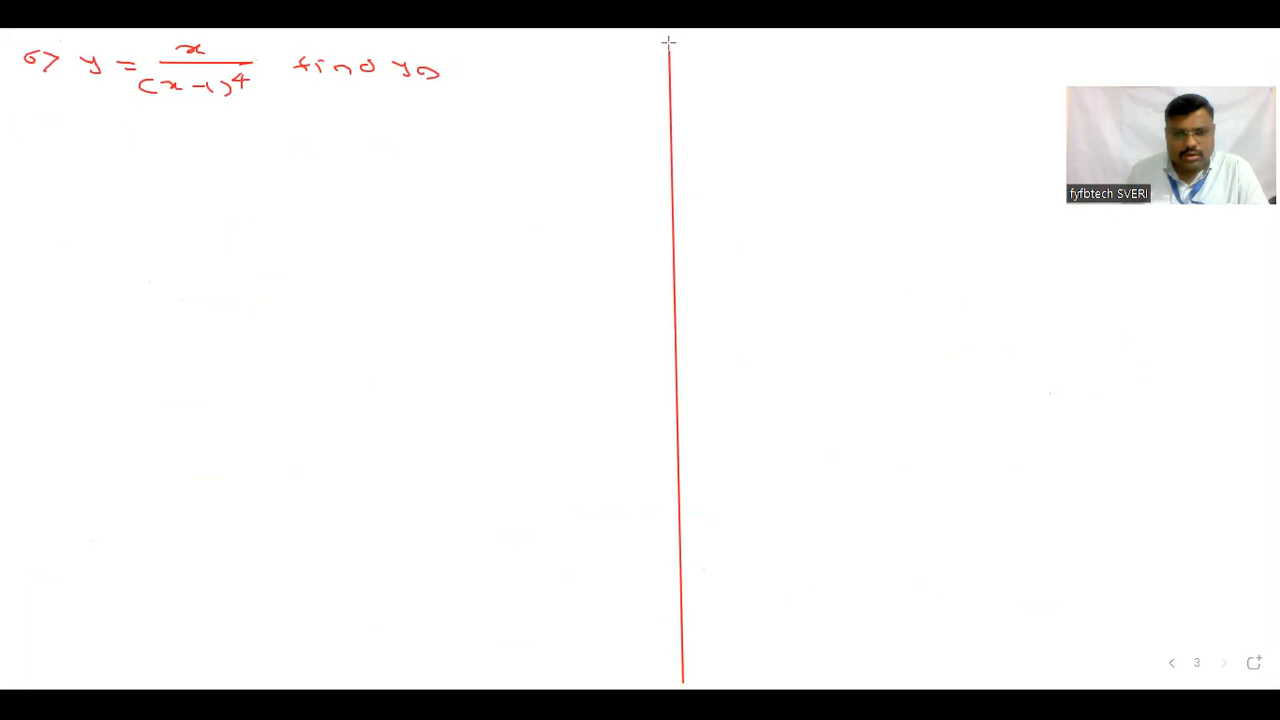 6> y = x/(x-1)^4 find yn
fyfbtech SVERI
3